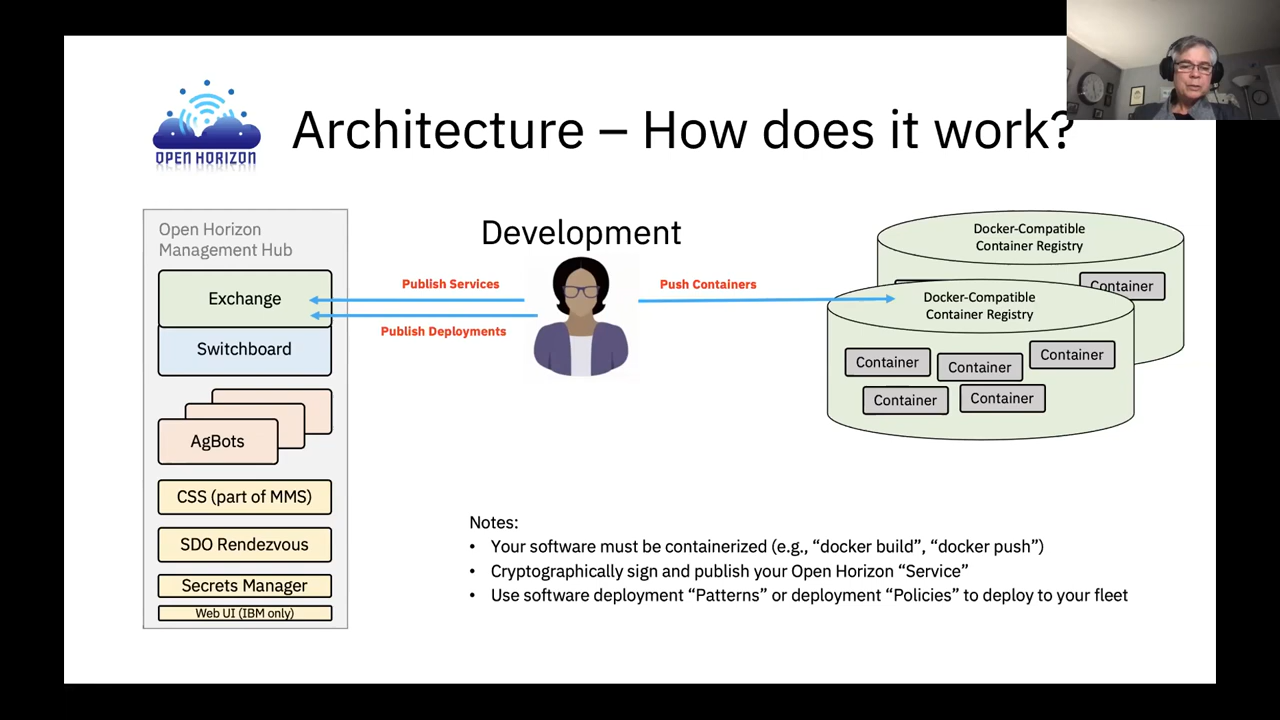 OPEN HORIZON
Architecture – How does it work?
Open Horizon
Management Hub
Exchange
Switchboard
AgBots
CSS (part of MMS)
SDO Rendezvous
Secrets Manager
Web UI (IBM only)
Development
Publish Services
Publish Deployments
Push Containers
Docker-Compatible
Container Registry
Container
Docker-Compatible
Container Registry
Container
Container
Container
Container
Container
Notes:
• Your software must be containerized (e.g., “docker build”, “docker push”)
• Cryptographically sign and publish your Open Horizon “Service”
• Use software deployment “Patterns” or deployment “Policies” to deploy to your fleet